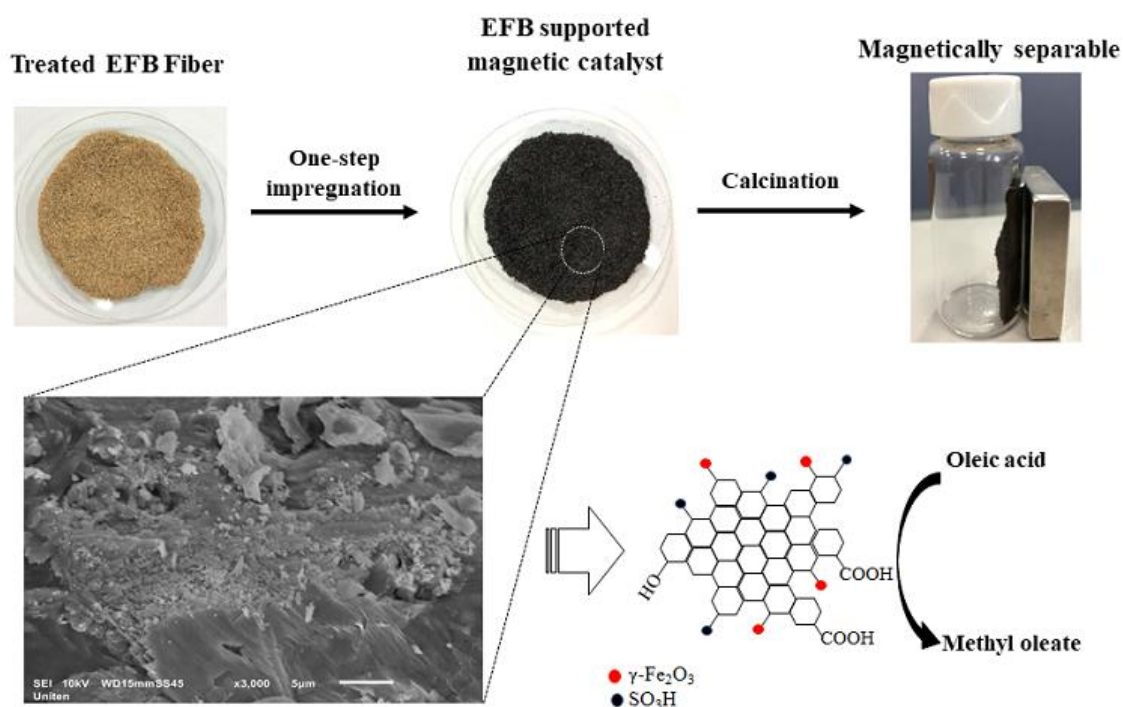 Treated EFB Fiber
One-step
impregnation
EFB supported
magnetic catalyst
Calcination
Magnetically separable
SEI 10kV WD15mmSS45 x3,000 5μm
Uniten
HO
COOH
COOH
γ-Fe₂O₃
SO₃H
Oleic acid
Methyl oleate